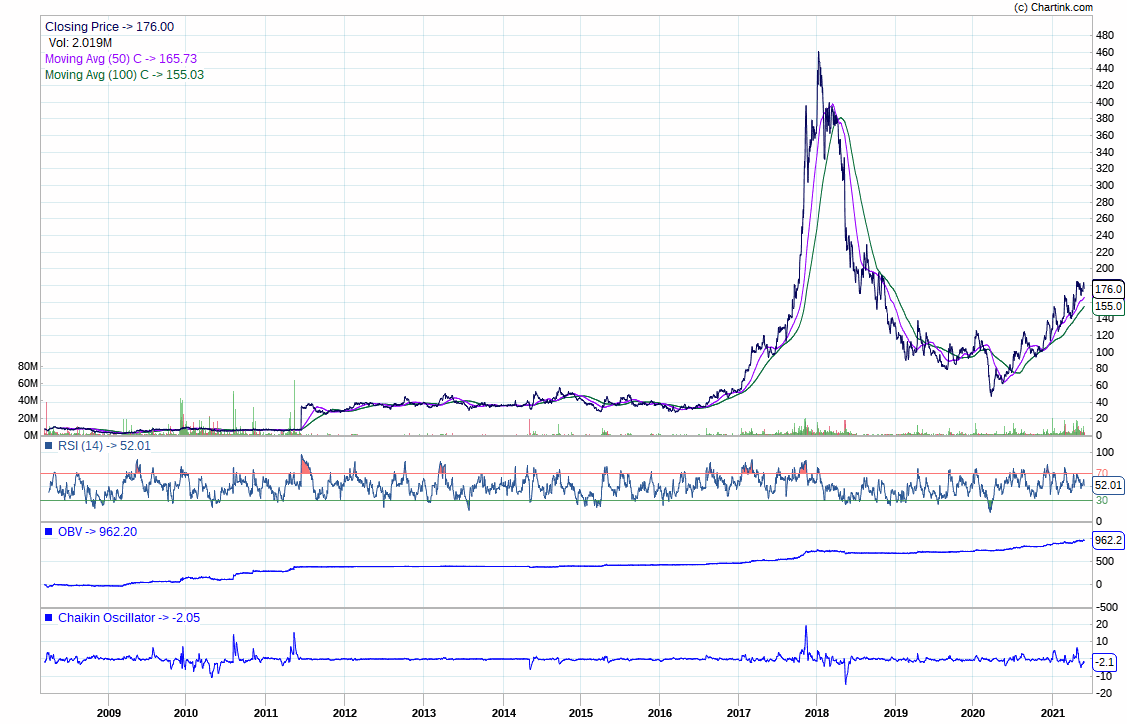 (c) Chartink.com
Closing Price -> 176.00
Vol: 2.019M
Moving Avg (50) C -> 165.73
Moving Avg (100) C -> 155.03
480
460
440
420
400
380
360
340
320
300
280
260
240
220
200
176.0
155.0
140
120
100
80
60
40
20
0
80M
60M
40M
20M
0M
RSI (14) -> 52.01
100
70
52.01
30
0
OBV -> 962.20
962.2
500
0
-500
Chaikin Oscillator -> -2.05
20
10
-2.1
-10
-20
2009 2010 2011 2012 2013 2014 2015 2016 2017 2018 2019 2020 2021